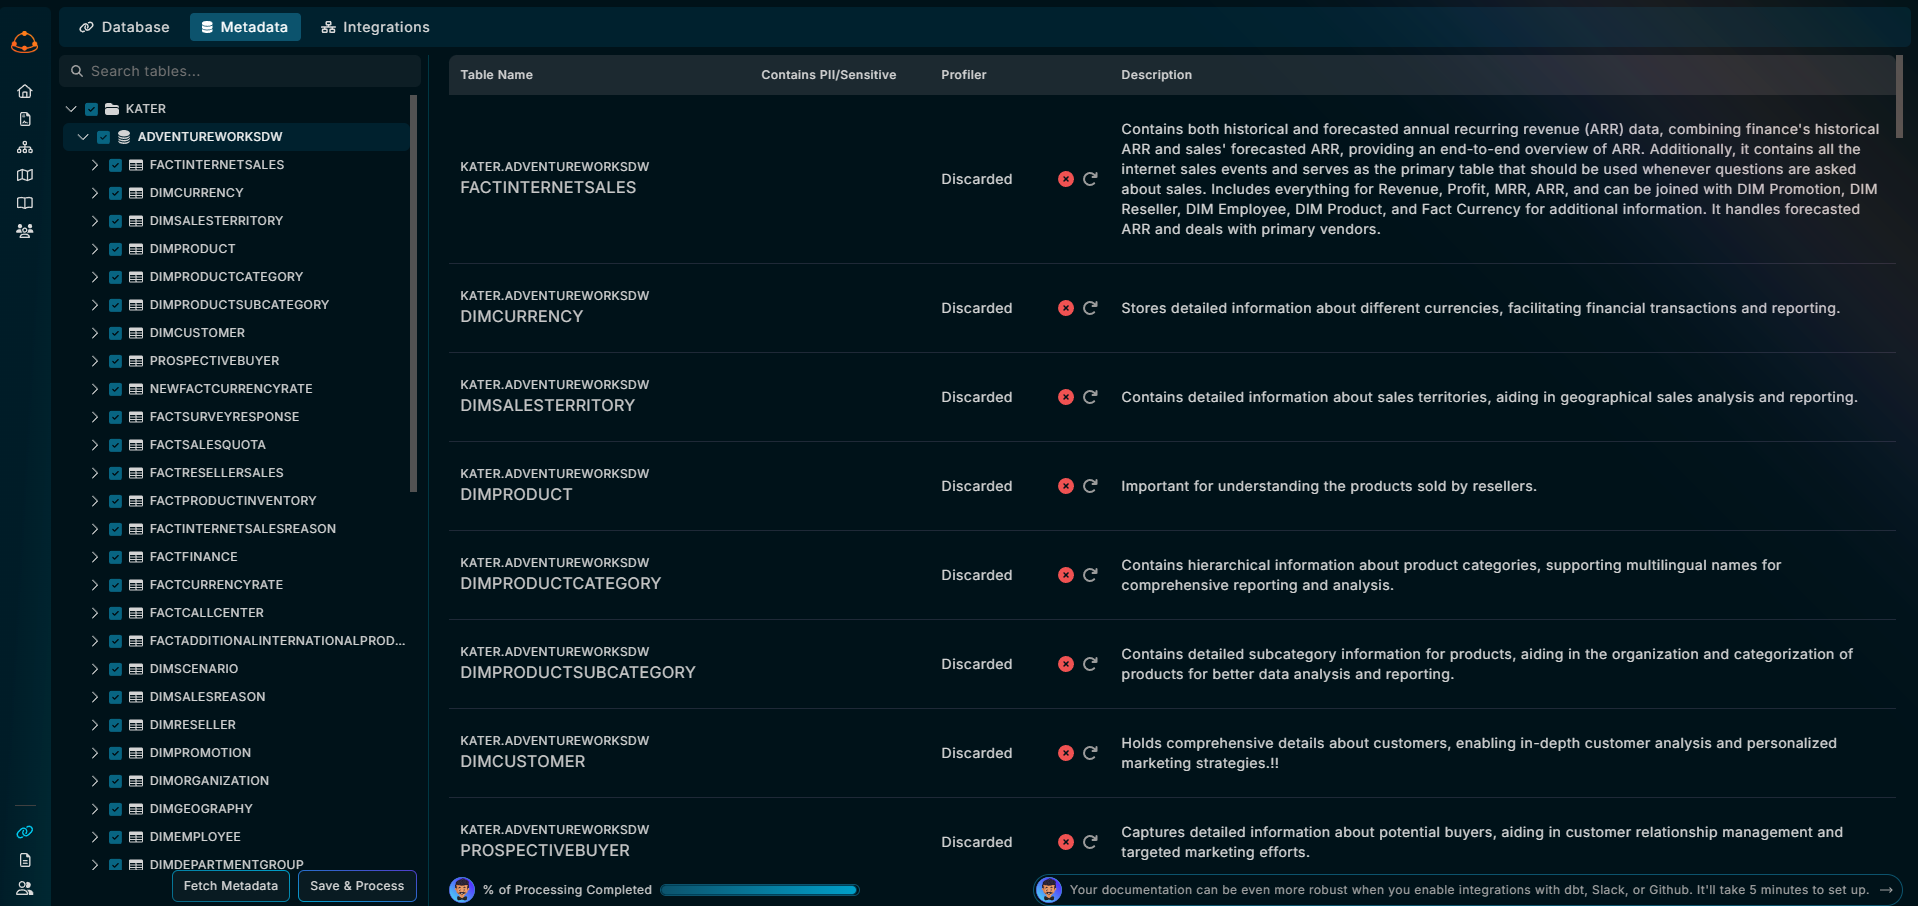 Database
Metadata
Integrations
Search tables...
KATER
ADVENTUREWORKSDW
FACTINTERNETSALES
DIMCURRENCY
DIMSALESTERRITORY
DIMPRODUCT
DIMPRODUCTCATEGORY
DIMPRODUCTSUBCATEGORY
DIMCUSTOMER
PROSPECTIVEBUYER
NEWFACTCURRENCYRATE
FACTSURVEYRESPONSE
FACTSALESQUOTA
FACTRESELLERSALES
FACTPRODUCTINVENTORY
FACTINTERNETSALESREASON
FACTFINANCE
FACTCURRENCYRATE
FACTCALLCENTER
FACTADDITIONALINTERNATIONALPROD...
DIMSCENARIO
DIMSALESREASON
DIMRESELLER
DIMPROMOTION
DIMORGANIZATION
DIMGEOGRAPHY
DIMEMPLOYEE
DIMDEPARTMENTGROUP
Fetch Metadata
Save & Process
Table Name
Contains PII/Sensitive
Profiler
Description
KATER.ADVENTUREWORKSDW
FACTINTERNETSALES
Discarded
Contains both historical and forecasted annual recurring revenue (ARR) data, combining finance's historical
ARR and sales' forecasted ARR, providing an end-to-end overview of ARR. Additionally, it contains all the
internet sales events and serves as the primary table that should be used whenever questions are asked
about sales. Includes everything for Revenue, Profit, MRR, ARR, and can be joined with DIM Promotion, DIM
Reseller, DIM Employee, DIM Product, and Fact Currency for additional information. It handles forecasted
ARR and deals with primary vendors.
KATER.ADVENTUREWORKSDW
DIMCURRENCY
Discarded
Stores detailed information about different currencies, facilitating financial transactions and reporting.
KATER.ADVENTUREWORKSDW
DIMSALESTERRITORY
Discarded
Contains detailed information about sales territories, aiding in geographical sales analysis and reporting.
KATER.ADVENTUREWORKSDW
DIMPRODUCT
Discarded
Important for understanding the products sold by resellers.
KATER.ADVENTUREWORKSDW
DIMPRODUCTCATEGORY
Discarded
Contains hierarchical information about product categories, supporting multilingual names for
comprehensive reporting and analysis.
KATER.ADVENTUREWORKSDW
DIMPRODUCTSUBCATEGORY
Discarded
Contains detailed subcategory information for products, aiding in the organization and categorization of
products for better data analysis and reporting.
KATER.ADVENTUREWORKSDW
DIMCUSTOMER
Discarded
Holds comprehensive details about customers, enabling in-depth customer analysis and personalized
marketing strategies.!!
KATER.ADVENTUREWORKSDW
PROSPECTIVEBUYER
Discarded
Captures detailed information about potential buyers, aiding in customer relationship management and
targeted marketing efforts.
% of Processing Completed
Your documentation can be even more robust when you enable integrations with dbt, Slack, or Github. It'll take 5 minutes to set up. →